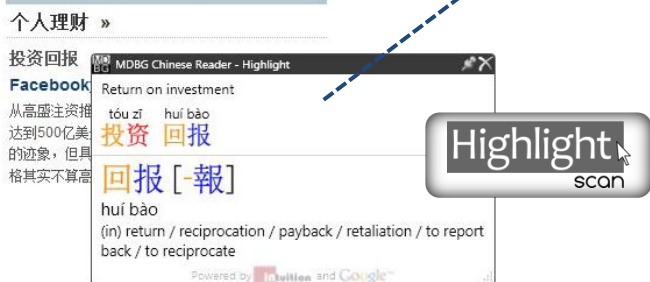 个人理财 »
投资回报
Facebook
从高盛注资推
达到500亿美
的迹象，但具
格其实不算高
MDBG
MDBG Chinese Reader - Highlight
Return on investment
tóu zī huí bào
投资 回报
回报 [-報]
huí bào
(in) return / reciprocation / payback / retaliation / to report
back / to reciprocate
Powered by INtuition and Google™
Highlight
scan